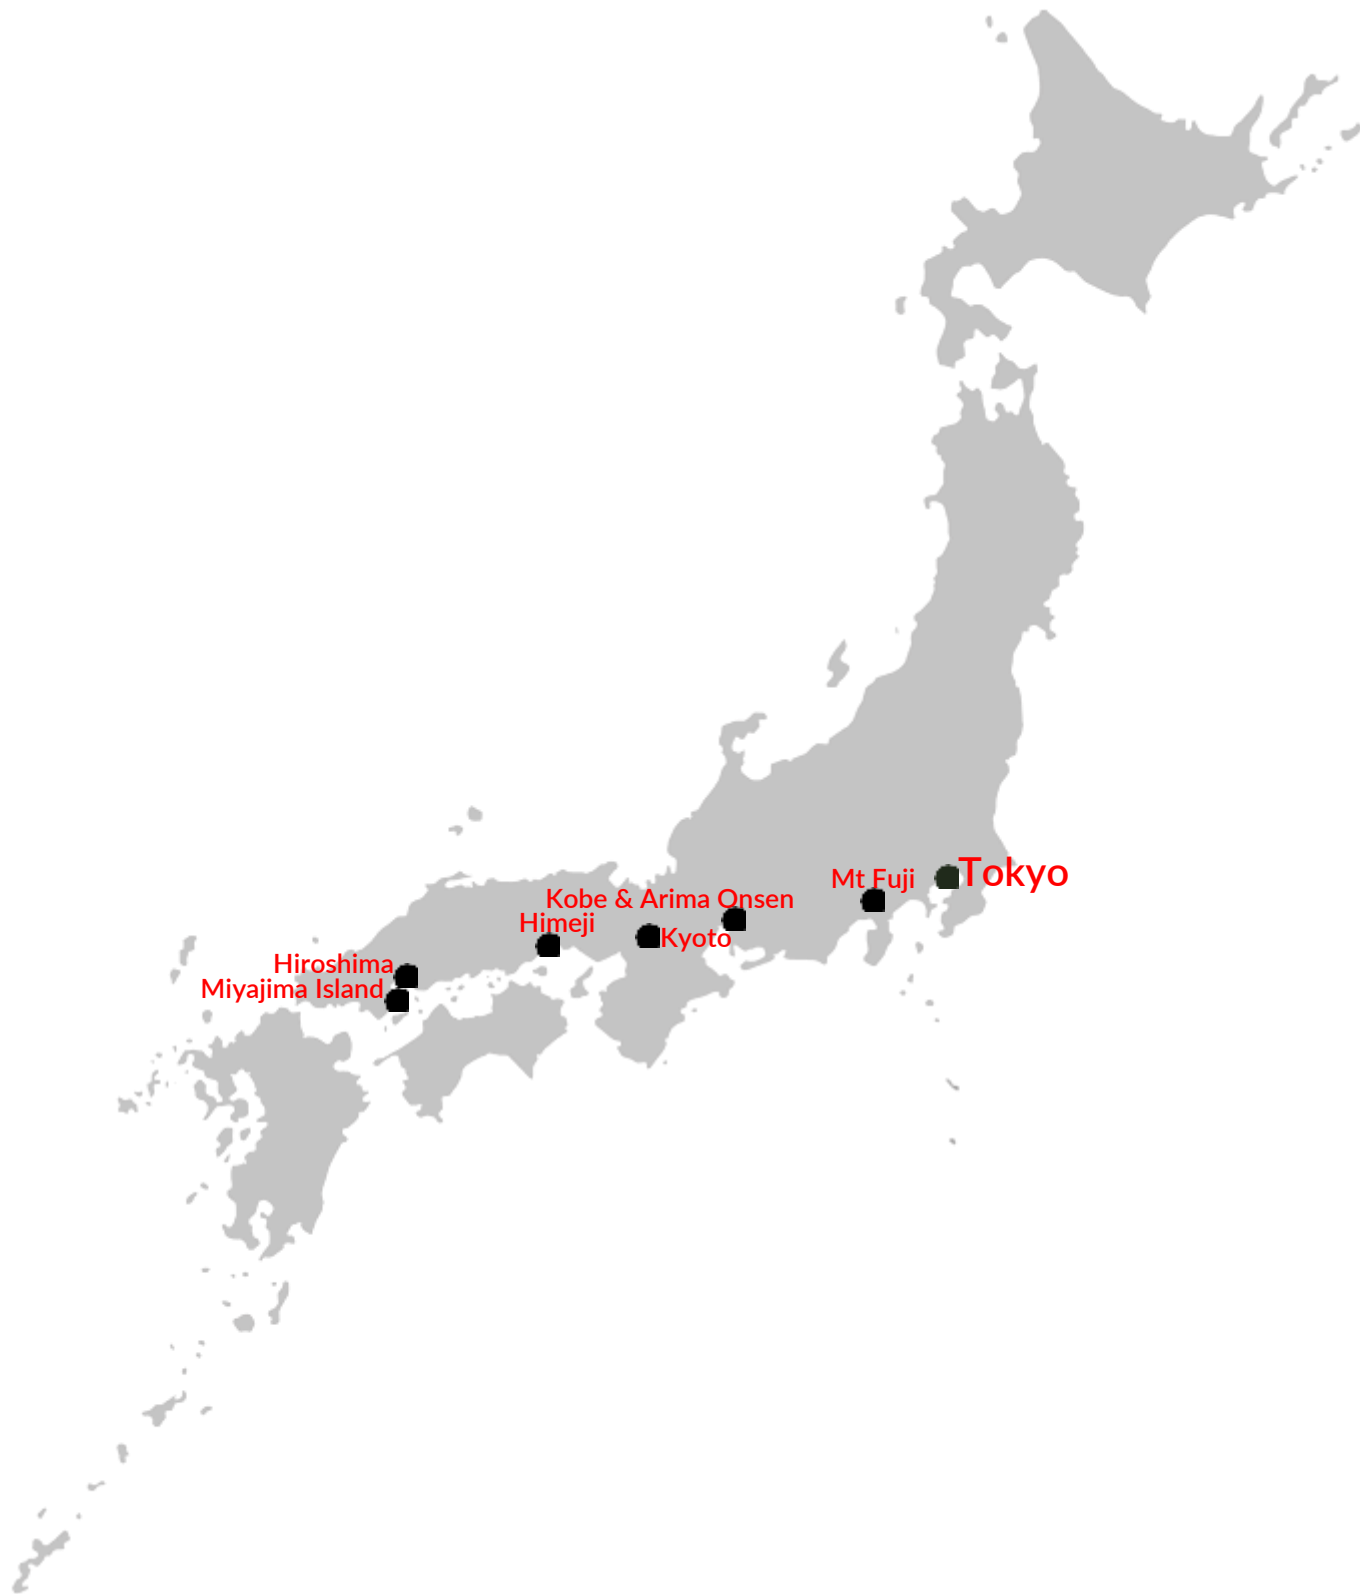 Tokyo
Mt Fuji
Kobe & Arima Onsen
Himeji
Kyoto
Hiroshima
Miyajima Island